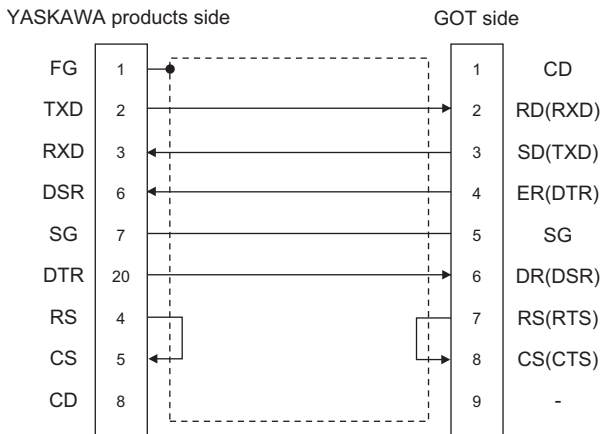 YASKAWA products side GOT side
FG 1 1 CD
TXD 2 2 RD(RXD)
RXD 3 3 SD(TXD)
DSR 6 4 ER(DTR)
SG 7 5 SG
DTR 20 6 DR(DSR)
RS 4 7 RS(RTS)
CS 5 8 CS(CTS)
CD 8 9 -